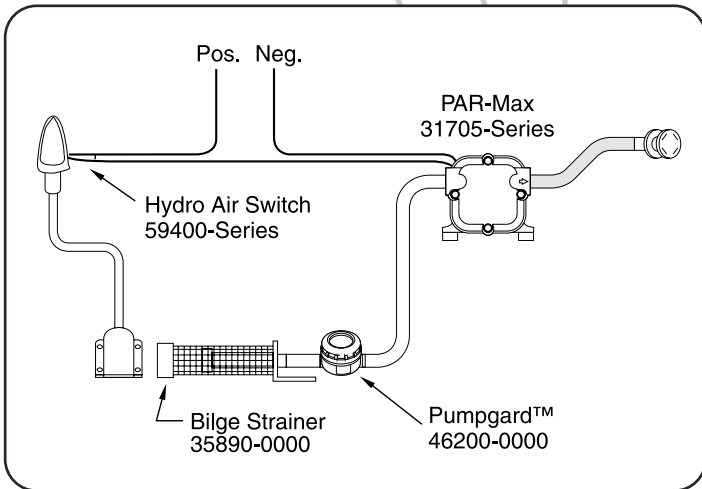 Pos. Neg.
PAR-Max
31705-Series
Hydro Air Switch
59400-Series
Bilge Strainer
35890-0000
Pumpgard™
46200-0000